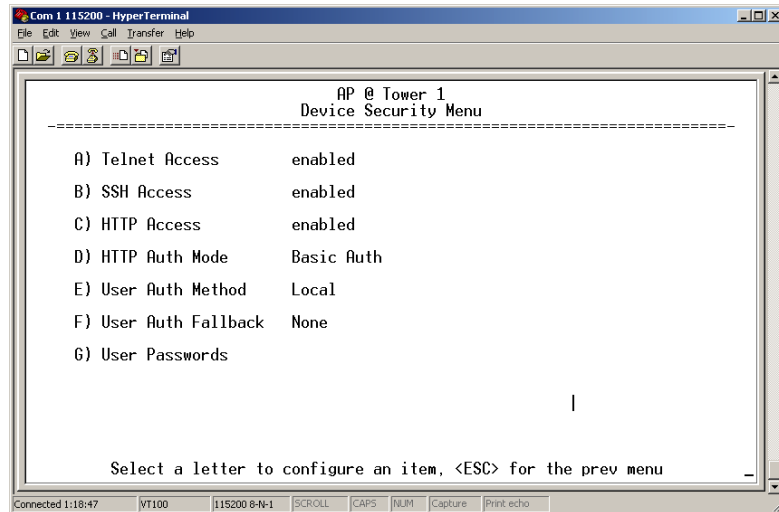 Com 1 115200 - HyperTerminal
File Edit View Call Transfer Help
AP @ Tower 1
Device Security Menu
-==========================================================================-
A) Telnet Access enabled
B) SSH Access enabled
C) HTTP Access enabled
D) HTTP Auth Mode Basic Auth
E) User Auth Method Local
F) User Auth Fallback None
G) User Passwords
Select a letter to configure an item, <ESC> for the prev menu
Connected 1:18:47 VT100 115200 8-N-1 SCROLL CAPS NUM Capture Print echo